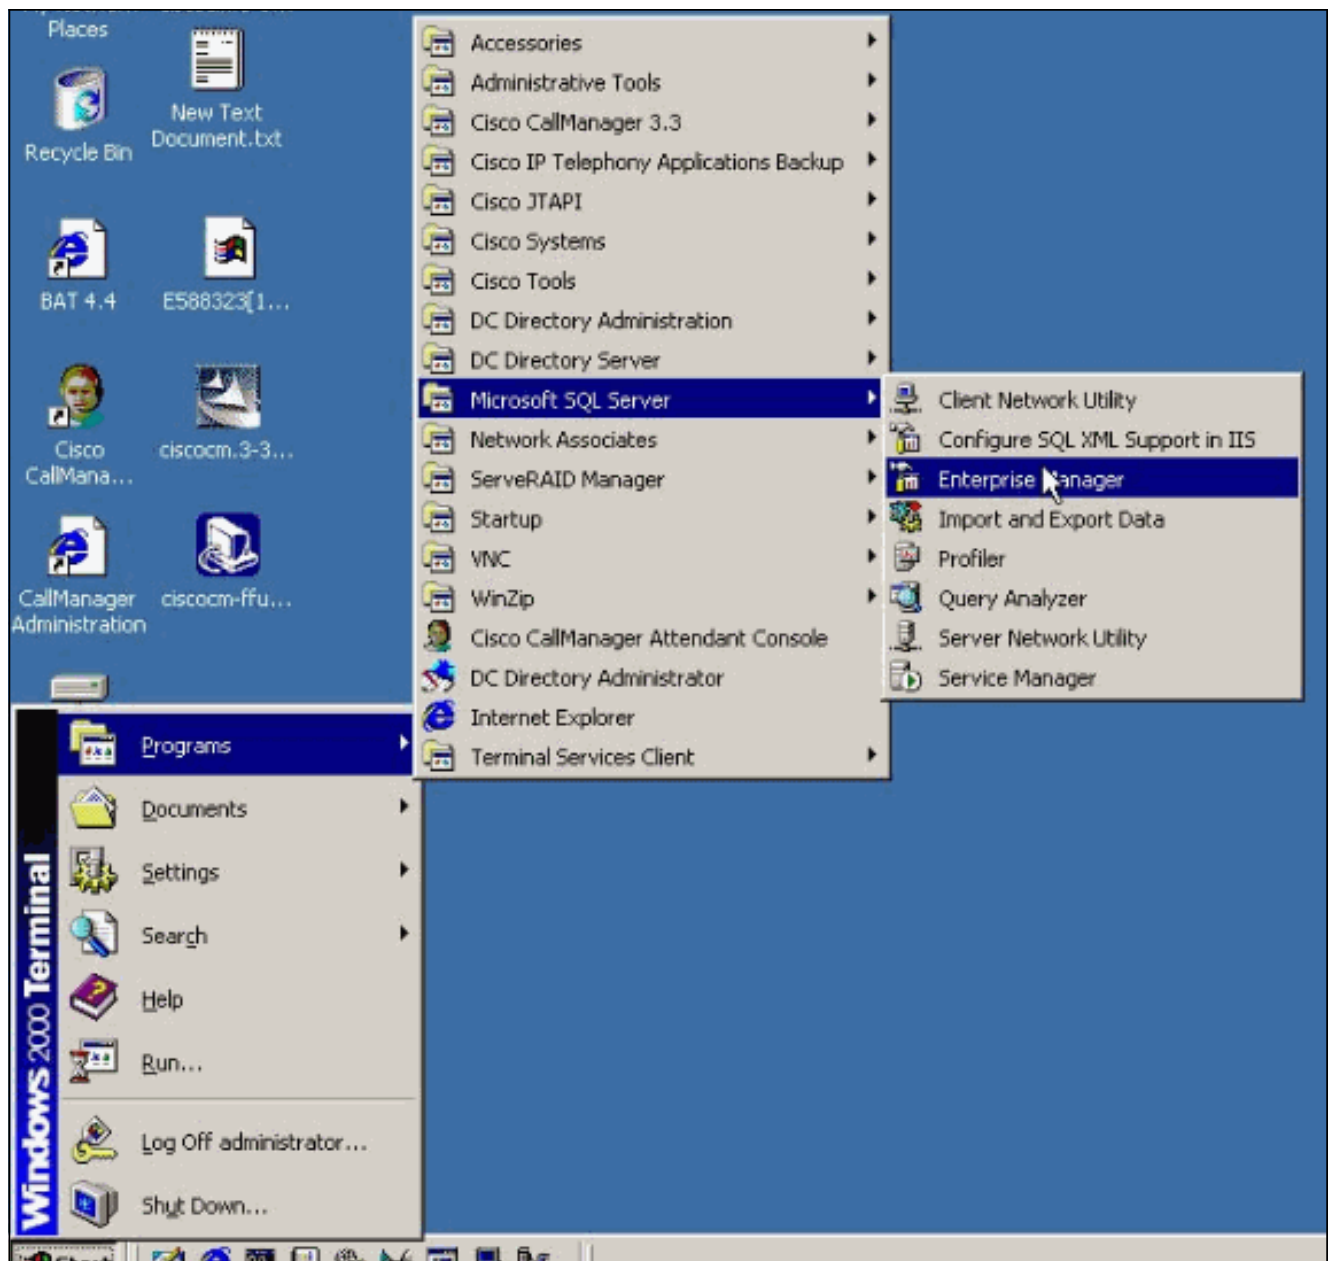 Places
New Text
Document.txt
Recycle Bin
BAT 4.4
E588323[1...
Cisco
CallMana...
ciscocm.3-3...
CallManager
Administration
ciscocm-ffu...
Accessories
Administrative Tools
Cisco CallManager 3.3
Cisco IP Telephony Applications Backup
Cisco JTAPI
Cisco Systems
Cisco Tools
DC Directory Administration
DC Directory Server
Microsoft SQL Server
Network Associates
ServeRAID Manager
Startup
VNC
WinZip
Cisco CallManager Attendant Console
DC Directory Administrator
Internet Explorer
Terminal Services Client
Client Network Utility
Configure SQL XML Support in IIS
Enterprise Manager
Import and Export Data
Profiler
Query Analyzer
Server Network Utility
Service Manager
Programs
Documents
Settings
Search
Help
Run...
Log Off administrator...
Shut Down...
Windows 2000 Terminal
Start